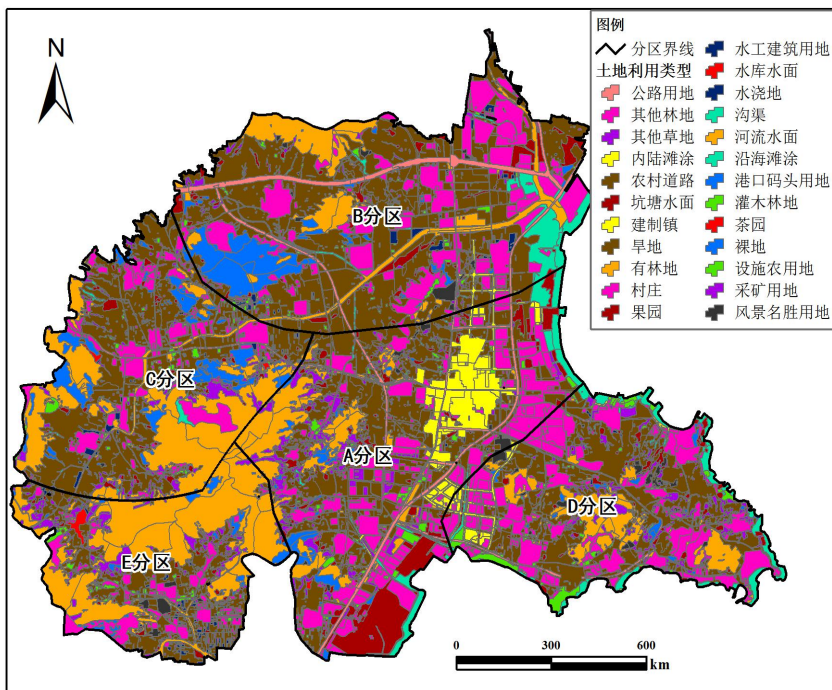 N
图例
分区界线
土地利用类型
公路用地
其他林地
其他草地
内陆滩涂
农村道路
坑塘水面
建制镇
旱地
有林地
村庄
果园
水工建筑用地
水库水面
水浇地
沟渠
河流水面
沿海滩涂
港口码头用地
灌木林地
茶园
裸地
设施农用地
采矿用地
风景名胜用地
B分区
C分区
A分区
D分区
E分区
0 300 600
km